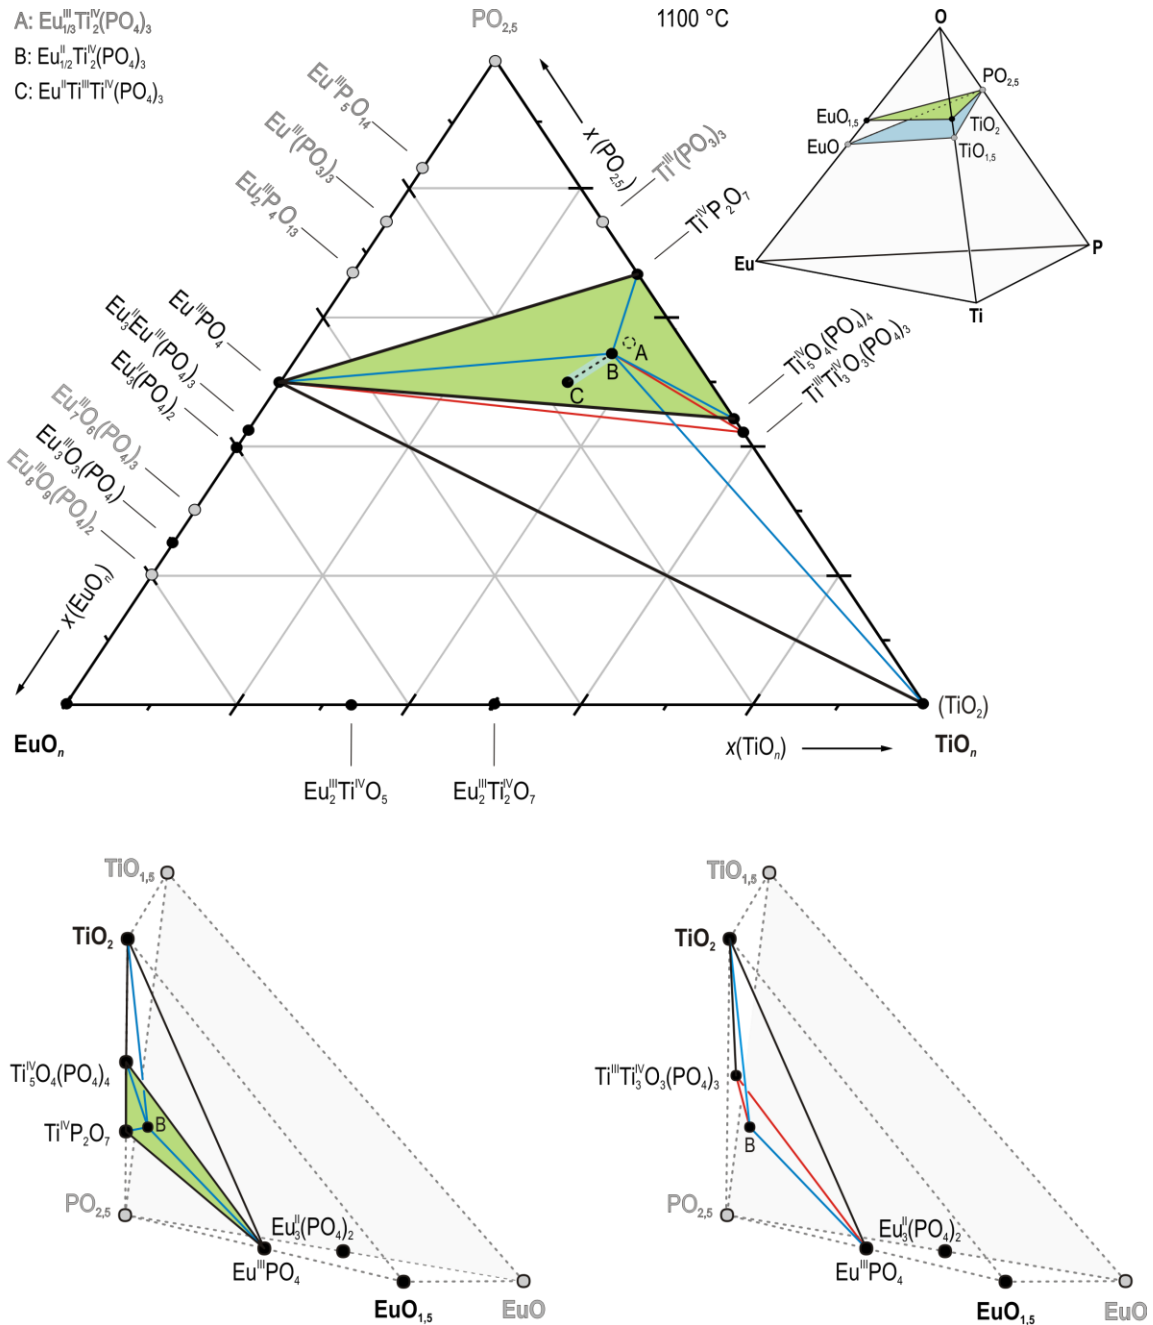 A: Eu^III_1/3Ti^IV_2(PO4)3
B: Eu^II_1/2Ti^IV_2(PO4)3
C: Eu^IITi^IIITi^IV(PO4)3
PO2,5
1100 °C
x(PO2,5)
Eu^IIIP5O14
Eu^III(PO3)3
Eu^III_2P4O13
Eu^IIIPO4
Eu^II_3Eu^III(PO4)3
Eu^II_3(PO4)2
Eu^III_7O6(PO4)3
Eu^III_3O3(PO4)
Eu^III_8O9(PO4)2
x(EuOn)
Ti^III(PO3)3
Ti^IVP2O7
Ti^IV_5O4(PO4)4
Ti^IIITi^IV_3O3(PO4)3
A
B
C
O
PO2,5
EuO1,5
TiO2
EuO
TiO1,5
Eu
P
Ti
(TiO2)
EuOn
x(TiOn)
TiOn
Eu^III_2Ti^IVO5
Eu^III_2Ti^IV_2O7
TiO1,5
TiO2
Ti^IV_5O4(PO4)4
Ti^IVP2O7
B
PO2,5
Eu^II_3(PO4)2
Eu^IIIPO4
EuO1,5
EuO
TiO1,5
TiO2
Ti^IIITi^IV_3O3(PO4)3
B
PO2,5
Eu^II_3(PO4)2
Eu^IIIPO4
EuO1,5
EuO